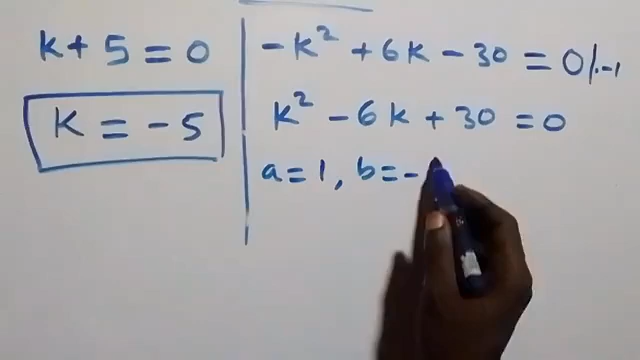 k + 5 = 0
K = -5
-k² + 6k - 30 = 0 /·-1
k² - 6k + 30 = 0
a = 1, b = -